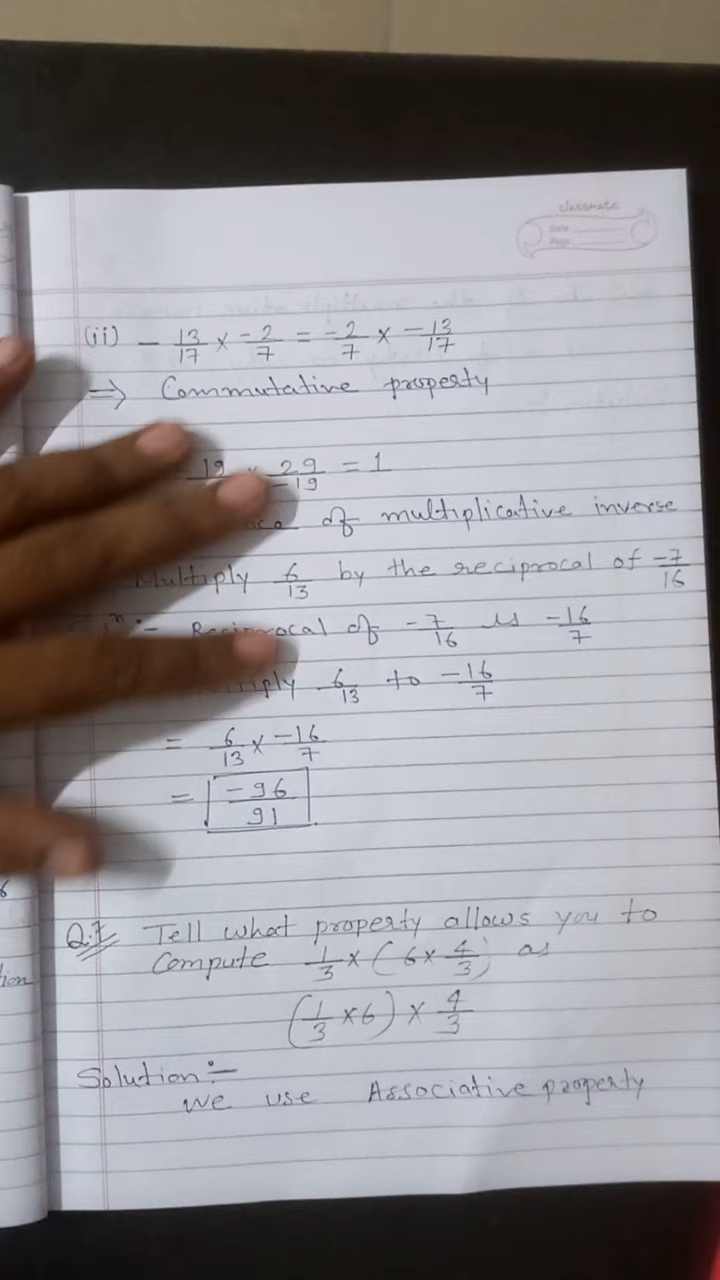 classmate
Date
Page
(ii) - 13/17 × -2/7 = -2/7 × -13/17
⇒ Commutative property
19 × 29/-19 = 1
of multiplicative inverse
Multiply 6/13 by the reciprocal of -7/16
Reciprocal of -7/16 is -16/7
6/13 to -16/7
= 6/13 × -16/7
= -96/91
Q.7 Tell what property allows you to
Compute 1/3 × (6 × 4/3) as
(1/3 × 6) × 4/3
Solution :-
We use Associative property